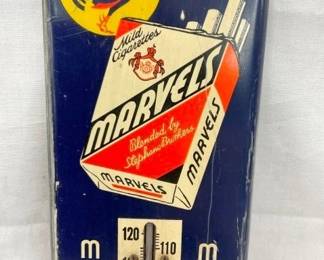 Mild
Cigarettes
MARVELS
Blended by
Stephano Brothers
MARVELS
MARVELS
m m
120
110